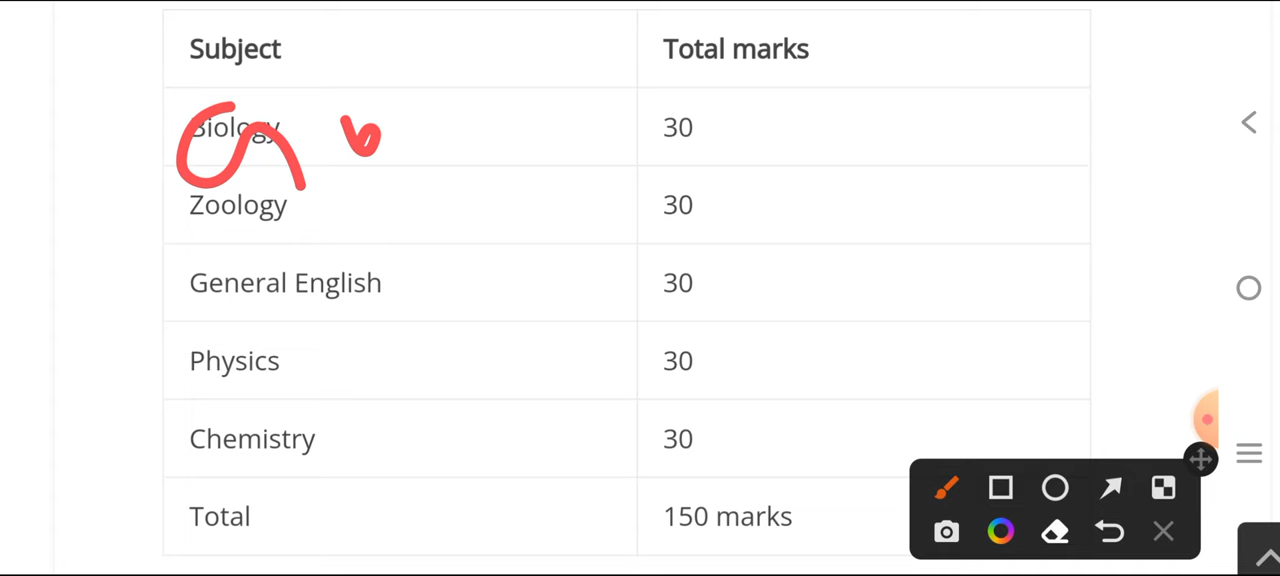 Subject Total marks
Biology 30
Zoology 30
General English 30
Physics 30
Chemistry 30
Total 150 marks